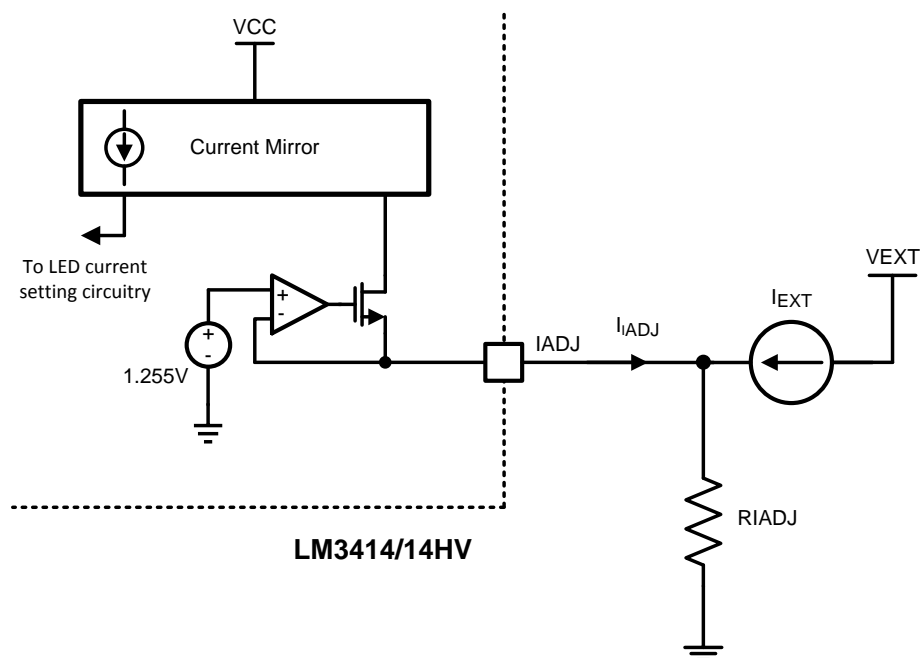 VCC
Current Mirror
To LED current
setting circuitry
+
-
+
-
1.255V
IADJ
IIADJ
IEXT
VEXT
RIADJ
LM3414/14HV